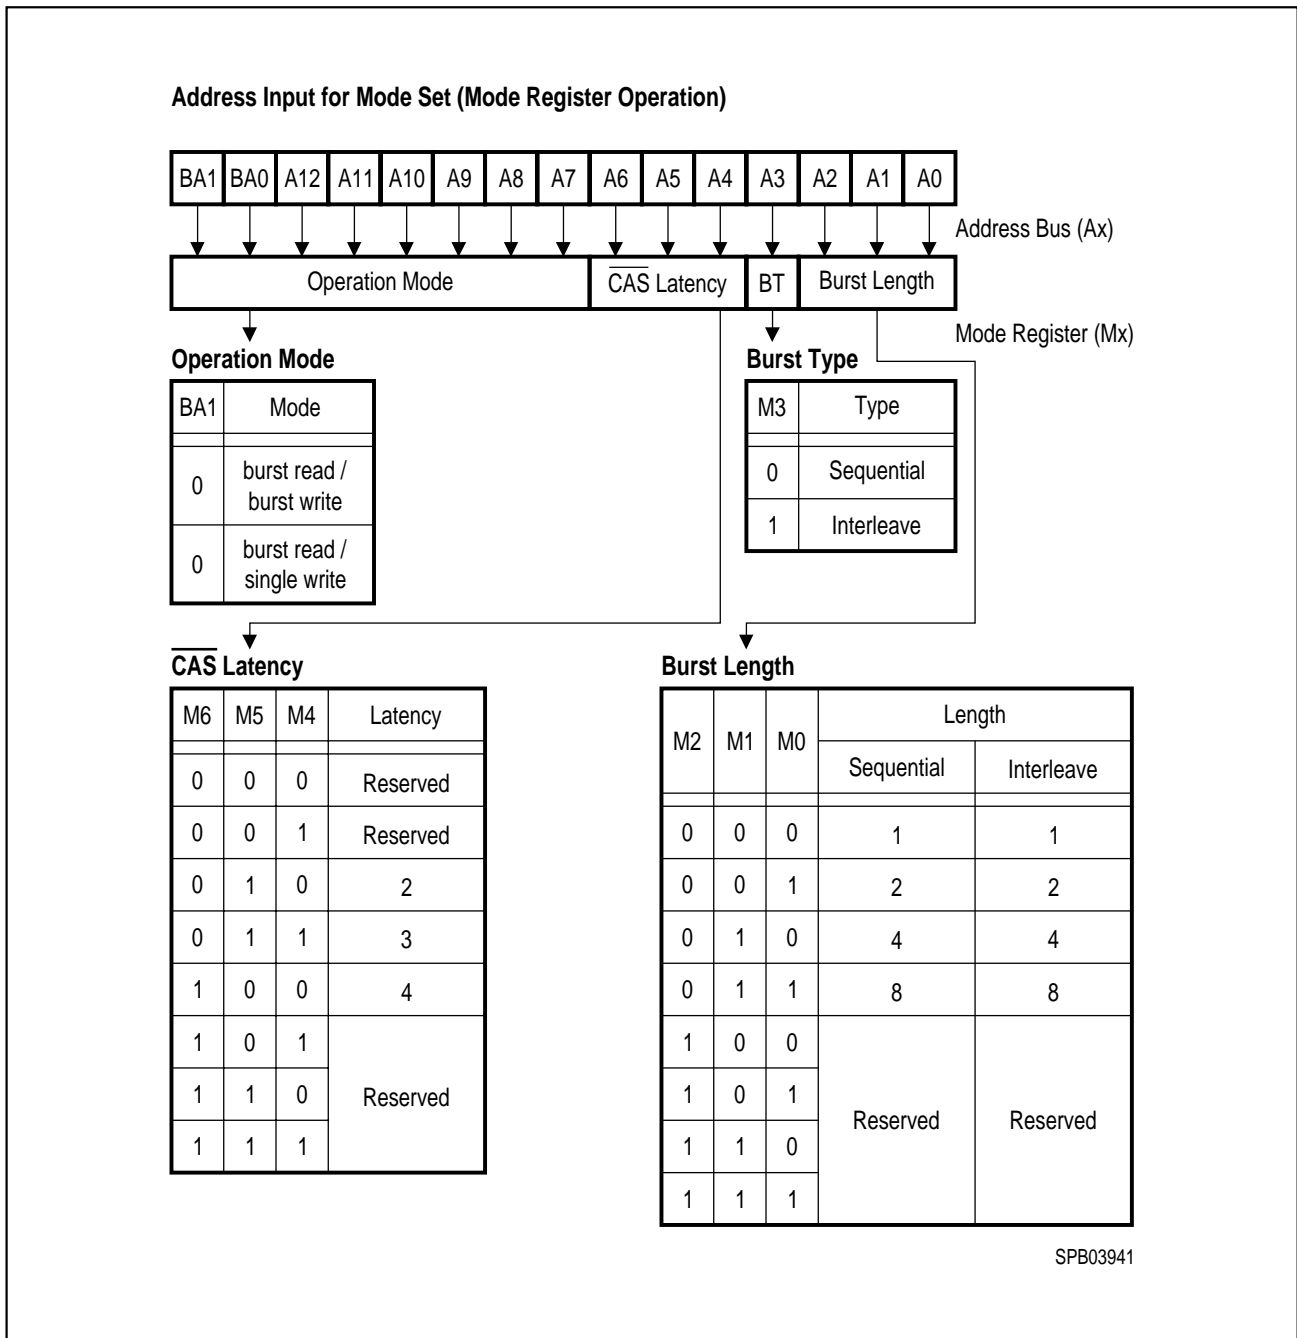 Address Input for Mode Set (Mode Register Operation)
BA1 BA0 A12 A11 A10 A9 A8 A7 A6 A5 A4 A3 A2 A1 A0
Address Bus (Ax)
Operation Mode CAS Latency BT Burst Length
Mode Register (Mx)
Operation Mode
BA1 Mode
0 burst read /
burst write
0 burst read /
single write
Burst Type
M3 Type
0 Sequential
1 Interleave
CAS Latency
M6 M5 M4 Latency
0 0 0 Reserved
0 0 1 Reserved
0 1 0 2
0 1 1 3
1 0 0 4
1 0 1
1 1 0 Reserved
1 1 1
Burst Length
M2 M1 M0 Length
Sequential Interleave
0 0 0 1 1
0 0 1 2 2
0 1 0 4 4
0 1 1 8 8
1 0 0
1 0 1
Reserved Reserved
1 1 0
1 1 1
SPB03941